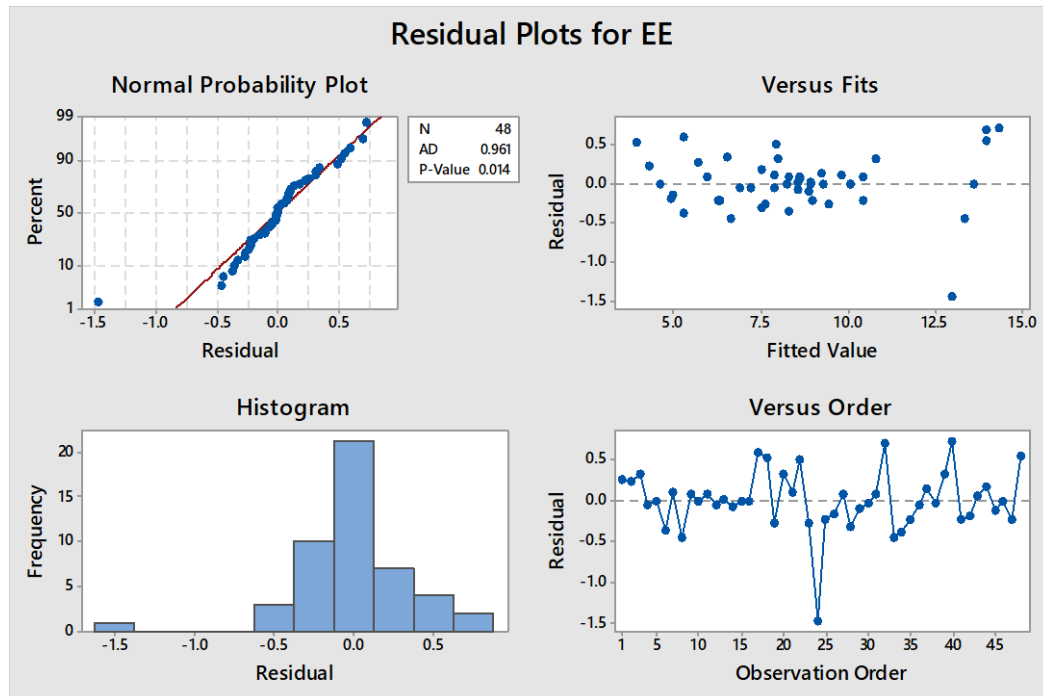 Residual Plots for EE
Normal Probability Plot
99
90
50
10
1
Percent
-1.5 -1.0 -0.5 0.0 0.5
Residual
N 48
AD 0.961
P-Value 0.014
Versus Fits
0.5
0.0
-0.5
-1.0
-1.5
Residual
5.0 7.5 10.0 12.5 15.0
Fitted Value
Histogram
20
15
10
5
0
Frequency
-1.5 -1.0 -0.5 0.0 0.5
Residual
Versus Order
0.5
0.0
-0.5
-1.0
-1.5
Residual
1 5 10 15 20 25 30 35 40 45
Observation Order